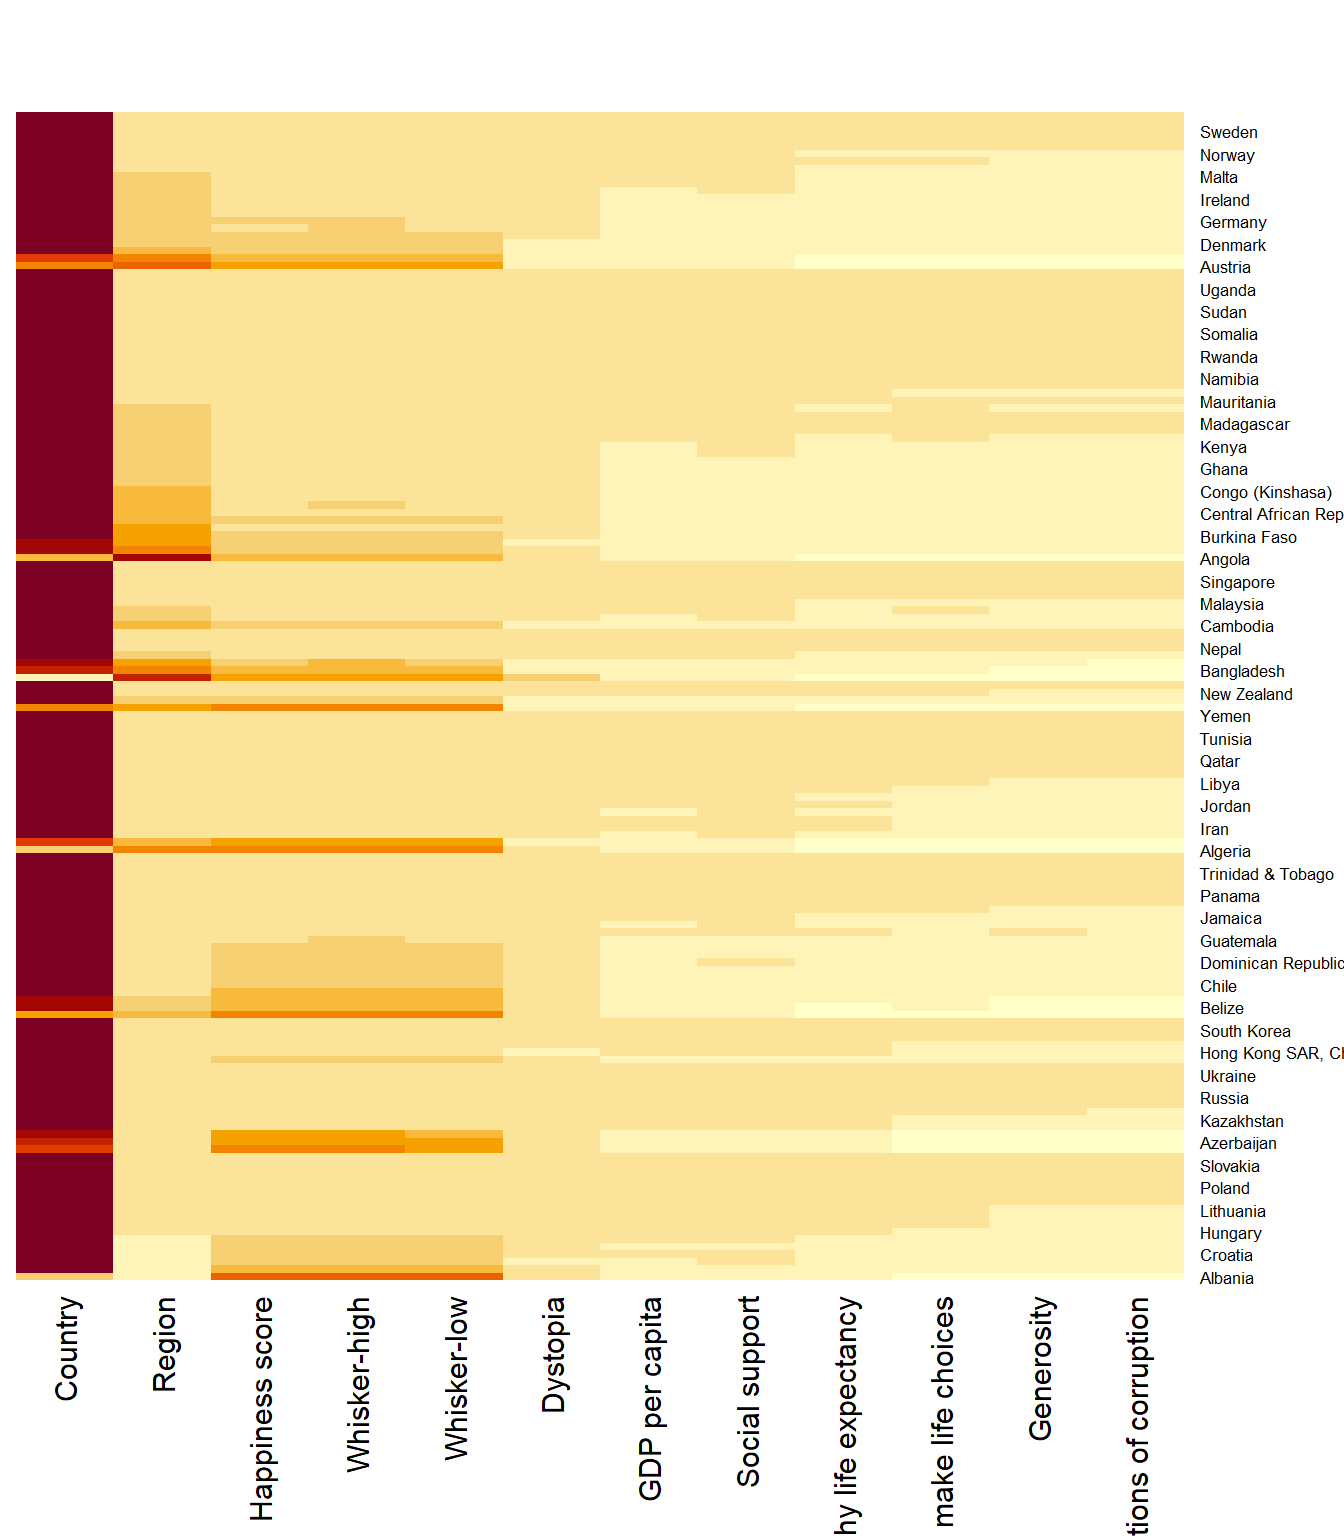 Sweden
Norway
Malta
Ireland
Germany
Denmark
Austria
Uganda
Sudan
Somalia
Rwanda
Namibia
Mauritania
Madagascar
Kenya
Ghana
Congo (Kinshasa)
Central African Rep
Burkina Faso
Angola
Singapore
Malaysia
Cambodia
Nepal
Bangladesh
New Zealand
Yemen
Tunisia
Qatar
Libya
Jordan
Iran
Algeria
Trinidad & Tobago
Panama
Jamaica
Guatemala
Dominican Republic
Chile
Belize
South Korea
Hong Kong SAR, Cl
Ukraine
Russia
Kazakhstan
Azerbaijan
Slovakia
Poland
Lithuania
Hungary
Croatia
Albania
Country
Region
Happiness score
Whisker-high
Whisker-low
Dystopia
GDP per capita
Social support
hy life expectancy
make life choices
Generosity
tions of corruption